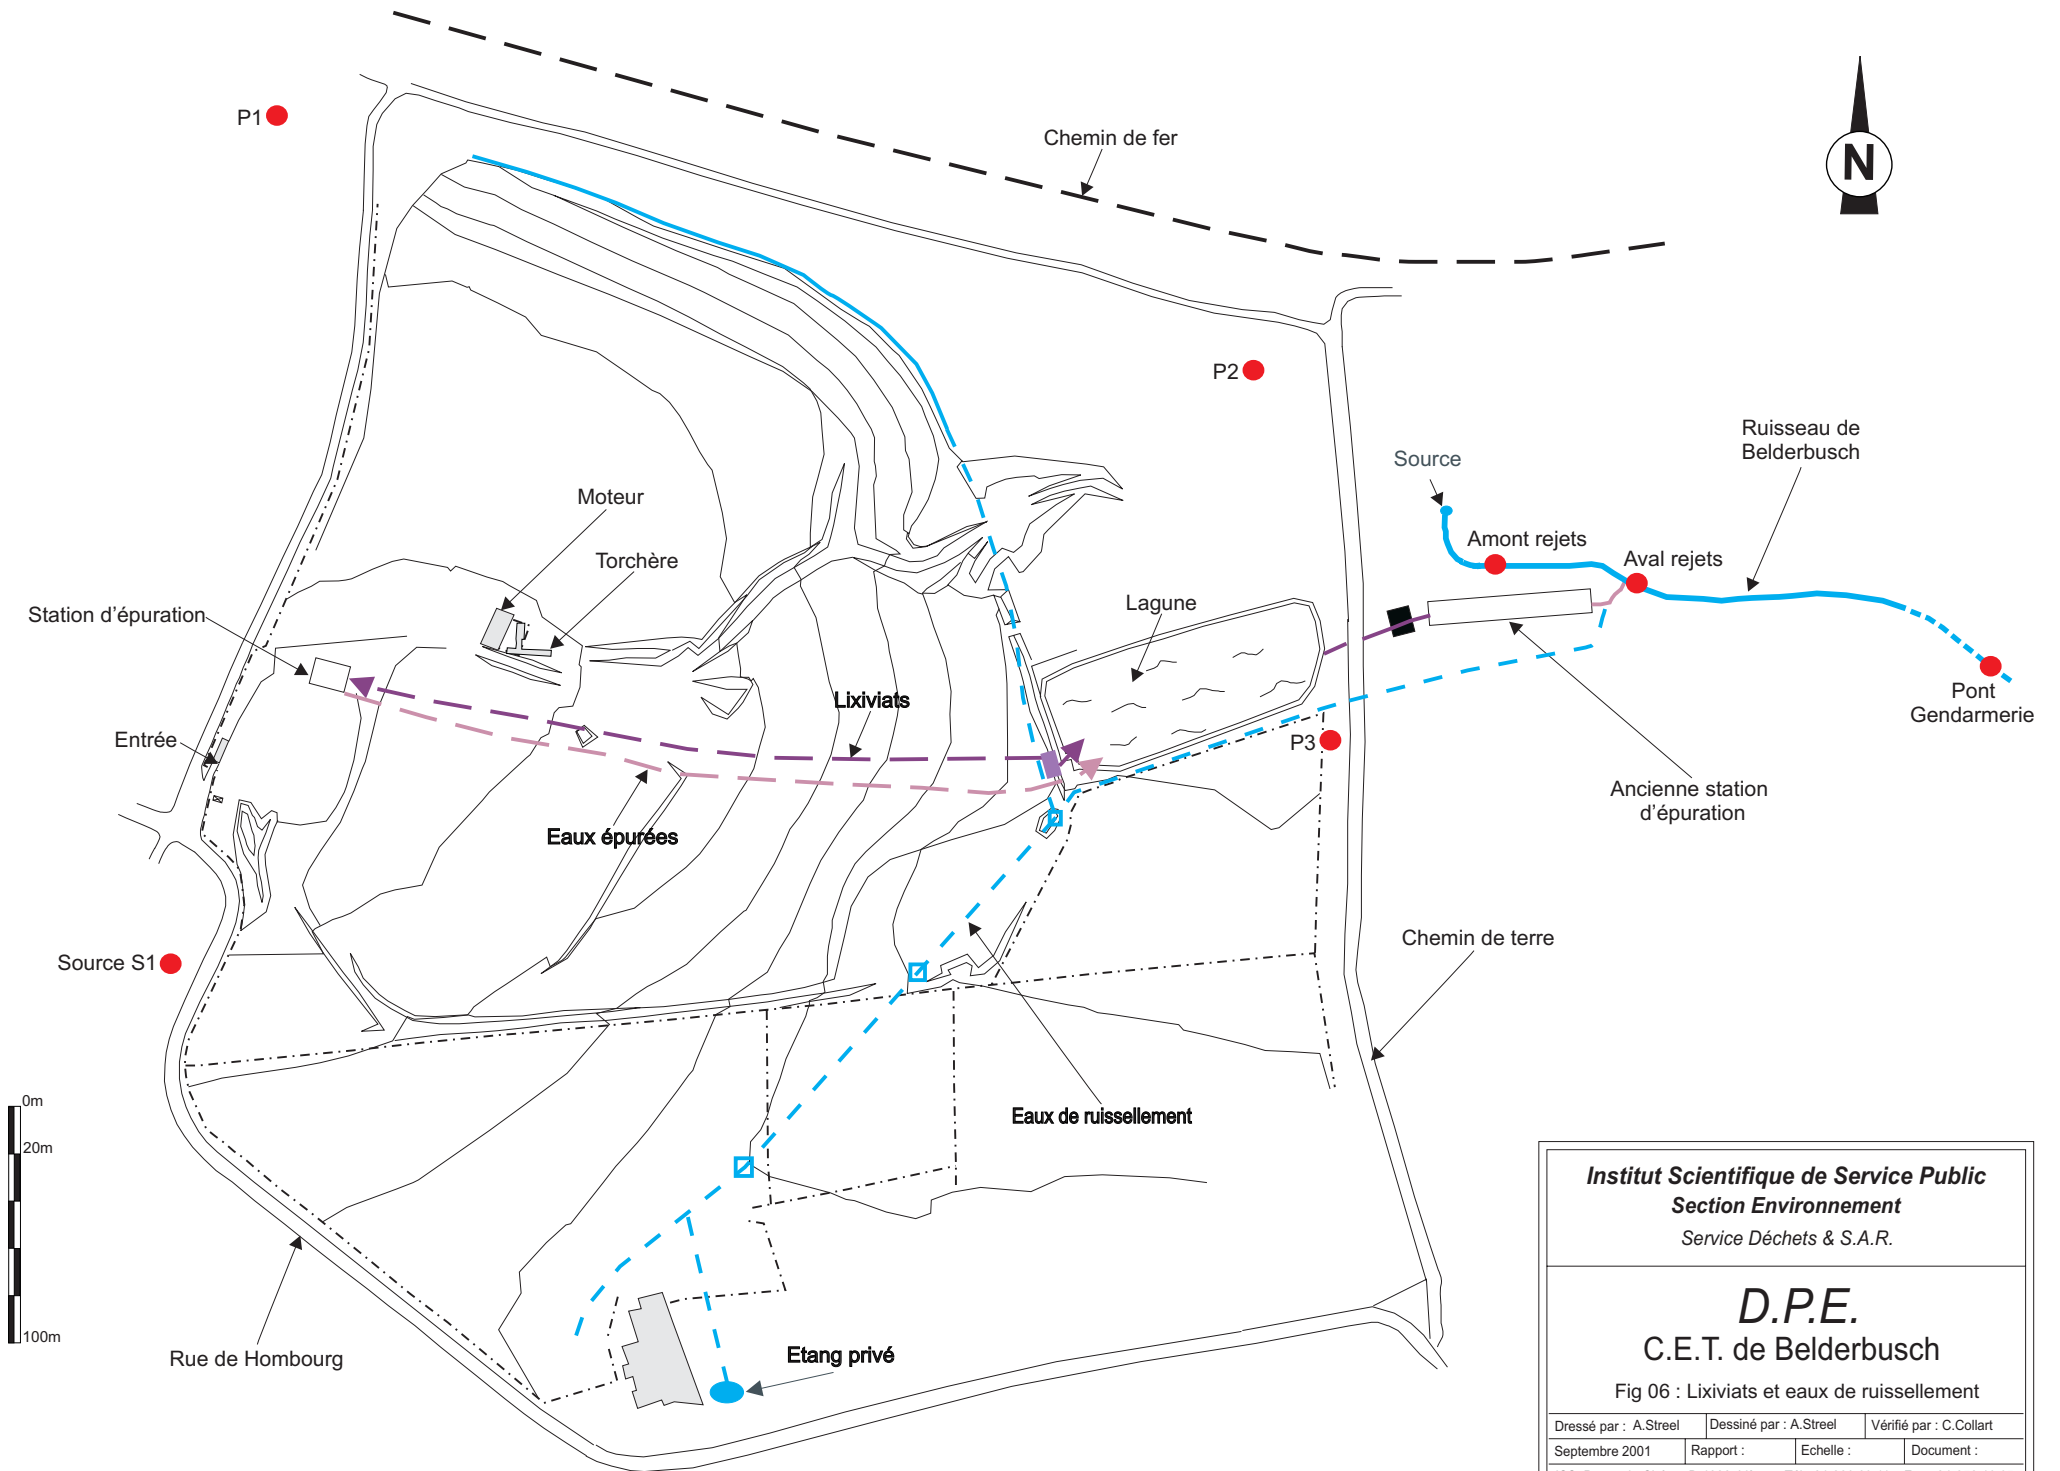 P1
Chemin de fer
N
P2
Ruisseau de
Belderbusch
Source
Moteur
Amont rejets
Torchère
Aval rejets
Station d'épuration
Lagune
Lixiviats
Pont
Gendarmerie
Entrée
P3
Ancienne station
d'épuration
Eaux épurées
Chemin de terre
Source S1
0m
20m
100m
Eaux de ruissellement
Rue de Hombourg
Etang privé
Institut Scientifique de Service Public
Section Environnement
Service Déchets & S.A.R.
D.P.E.
C.E.T. de Belderbusch
Fig 06 : Lixiviats et eaux de ruissellement
Dressé par : A.Streel
Dessiné par : A.Streel
Vérifié par : C.Collart
Septembre 2001
Rapport :
Echelle :
Document :